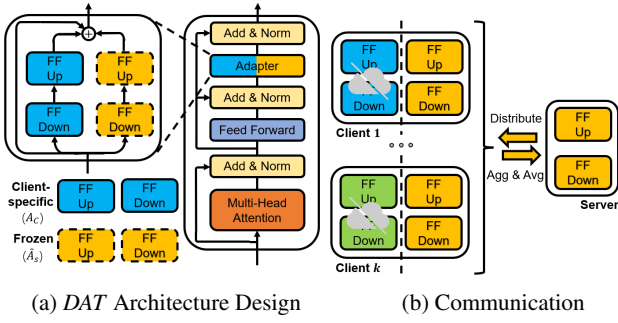 FF
Up
FF
Up
FF
Down
FF
Down
Client-
specific
(A_C)
FF
Up
FF
Down
Frozen
(Â_s)
FF
Up
FF
Down
Add & Norm
Adapter
Add & Norm
Feed Forward
Add & Norm
Multi-Head
Attention
(a) DAT Architecture Design
FF
Up
FF
Up
FF
Down
FF
Down
Client 1
FF
Up
FF
Up
FF
Down
FF
Down
Client k
Distribute
Agg & Avg
FF
Up
FF
Down
Server
(b) Communication